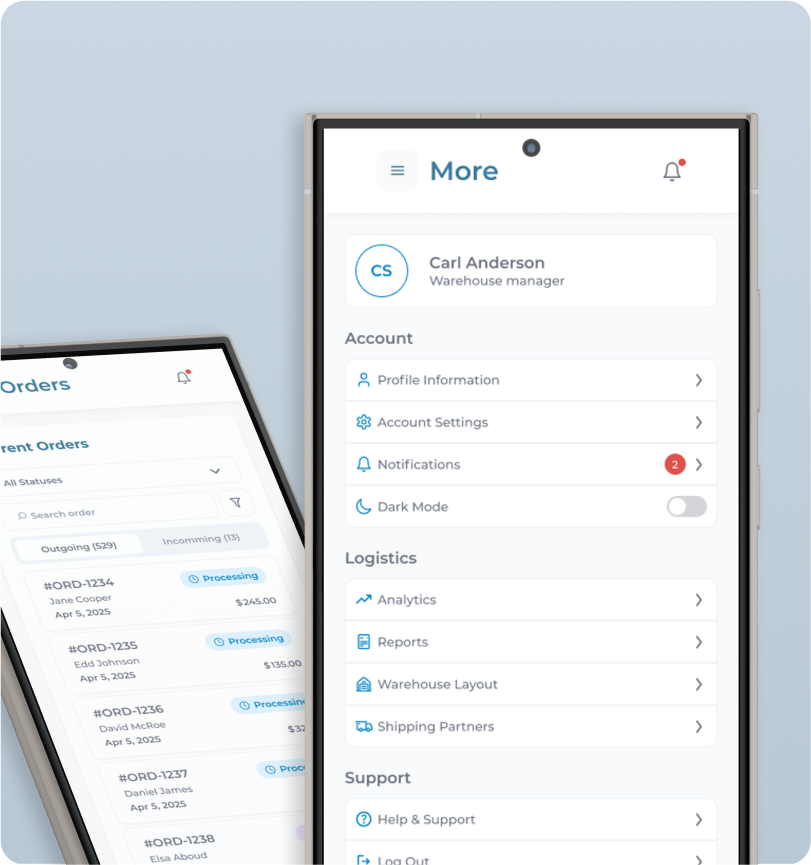 More
CS
Carl Anderson
Warehouse manager
Account
Profile Information
Account Settings
Notifications
2
Dark Mode
Logistics
Analytics
Reports
Warehouse Layout
Shipping Partners
Support
Help & Support
Log Out
Orders
rent Orders
All Statuses
Search order
Outgoing (529)
Incomming (13)
#ORD-1234
Processing
Jane Cooper
Apr 5, 2025
$245.00
#ORD-1235
Processing
Edd Johnson
Apr 5, 2025
$135.00
#ORD-1236
Processing
David McRoe
Apr 5, 2025
$32
#ORD-1237
Proce
Daniel James
Apr 5, 2025
#ORD-1238
Elsa Aboud